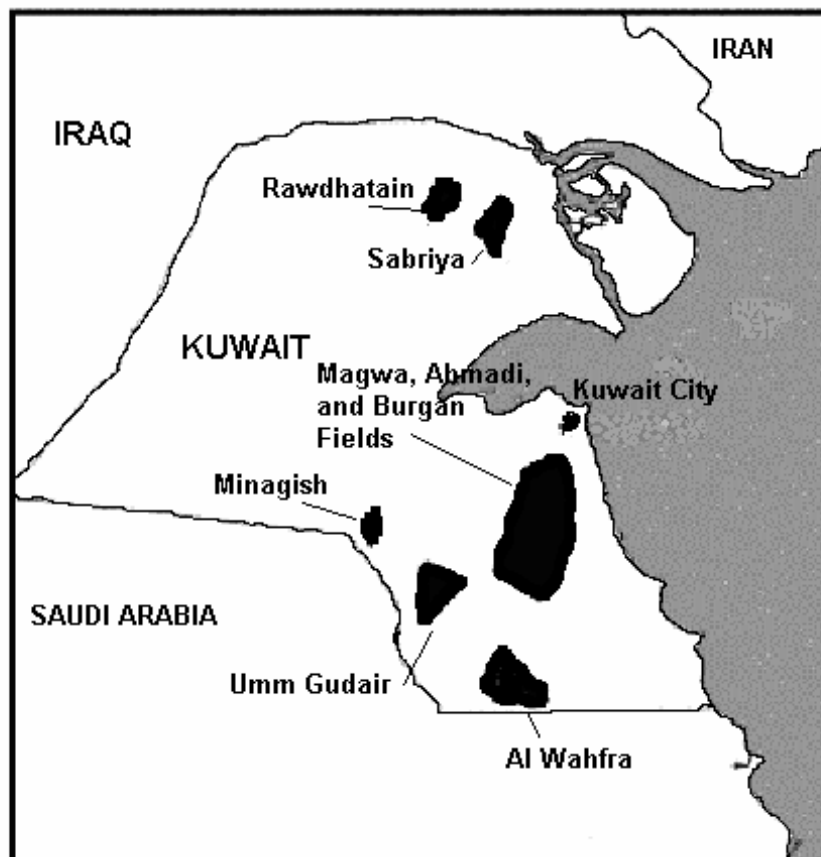 IRAN
IRAQ
Rawdhatain
Sabriya
KUWAIT
Magwa, Ahmadi,
and Burgan
Fields
Kuwait City
Minagish
SAUDI ARABIA
Umm Gudair
Al Wahfra